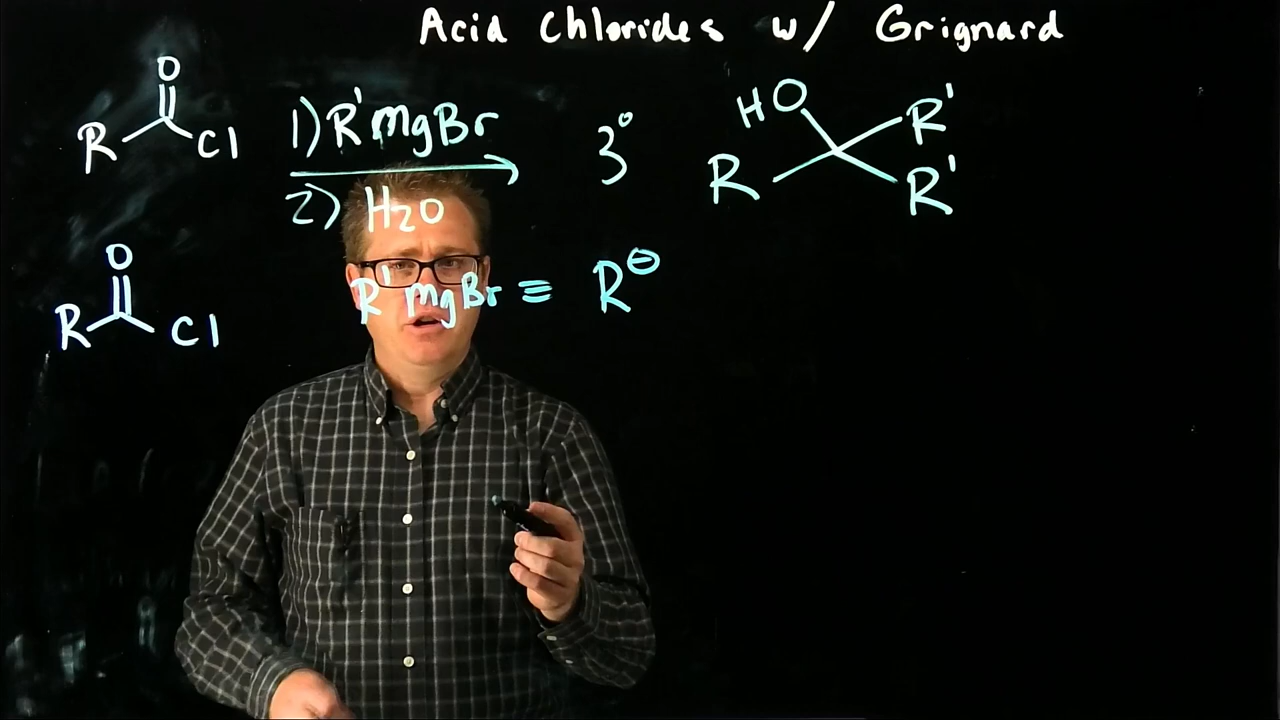 Acid Chlorides w/ Grignard
O
R Cl
1) R'MgBr
2) H2O
3°
HO R'
R R'
O
R Cl
R' MgBr ≡ R⊖